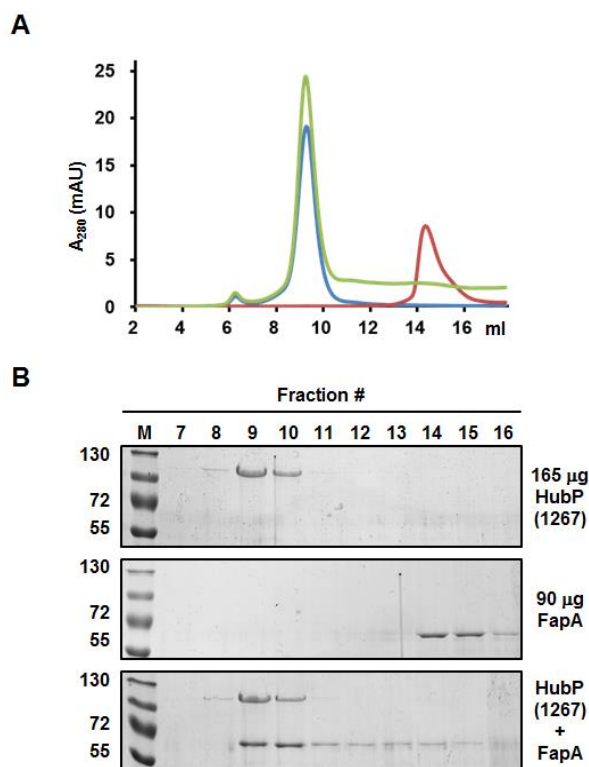 A
25
20
15
10
5
0
A280 (mAU)
2 4 6 8 10 12 14 16 ml
B
Fraction #
M 7 8 9 10 11 12 13 14 15 16
130
72
55
165 µg
HubP
(1267)
130
72
55
90 µg
FapA
130
72
55
HubP
(1267)
+
FapA